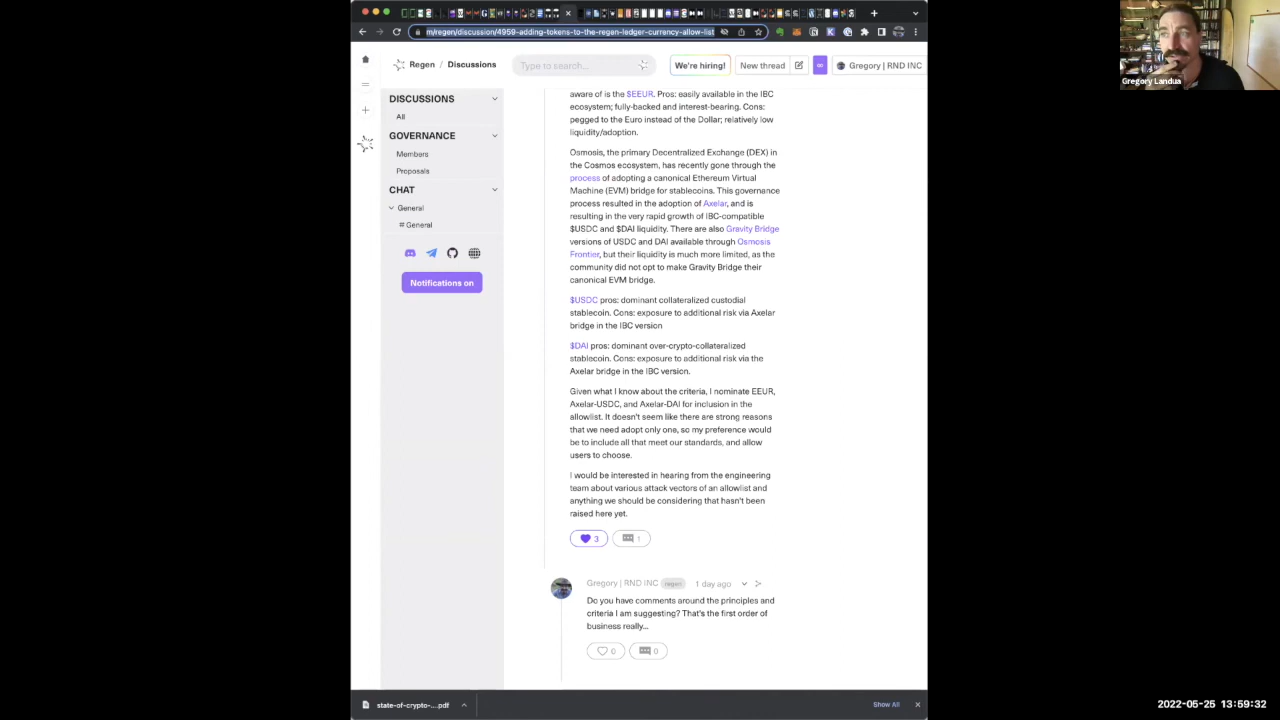 m/regen/discussion/4959-adding-tokens-to-the-regen-ledger-currency-allow-list
Regen / Discussions
Type to search...
We're hiring!
New thread
Gregory | RND INC
Gregory Landua
DISCUSSIONS
All
GOVERNANCE
Members
Proposals
CHAT
General
# General
Notifications on
aware of is the $EEUR. Pros: easily available in the IBC
ecosystem; fully-backed and interest-bearing. Cons:
pegged to the Euro instead of the Dollar; relatively low
liquidity/adoption.
Osmosis, the primary Decentralized Exchange (DEX) in
the Cosmos ecosystem, has recently gone through the
process of adopting a canonical Ethereum Virtual
Machine (EVM) bridge for stablecoins. This governance
process resulted in the adoption of Axelar, and is
resulting in the very rapid growth of IBC-compatible
$USDC and $DAI liquidity. There are also Gravity Bridge
versions of USDC and DAI available through Osmosis
Frontier, but their liquidity is much more limited, as the
community did not opt to make Gravity Bridge their
canonical EVM bridge.
$USDC pros: dominant collateralized custodial
stablecoin. Cons: exposure to additional risk via Axelar
bridge in the IBC version
$DAI pros: dominant over-crypto-collateralized
stablecoin. Cons: exposure to additional risk via the
Axelar bridge in the IBC version.
Given what I know about the criteria, I nominate EEUR,
Axelar-USDC, and Axelar-DAI for inclusion in the
allowlist. It doesn't seem like there are strong reasons
that we need adopt only one, so my preference would
be to include all that meet our standards, and allow
users to choose.
I would be interested in hearing from the engineering
team about various attack vectors of an allowlist and
anything we should be considering that hasn't been
raised here yet.
3
1
Gregory | RND INC regen 1 day ago
Do you have comments around the principles and
criteria I am suggesting? That's the first order of
business really...
0
0
state-of-crypto-....pdf
Show All
2022-05-25 13:59:32